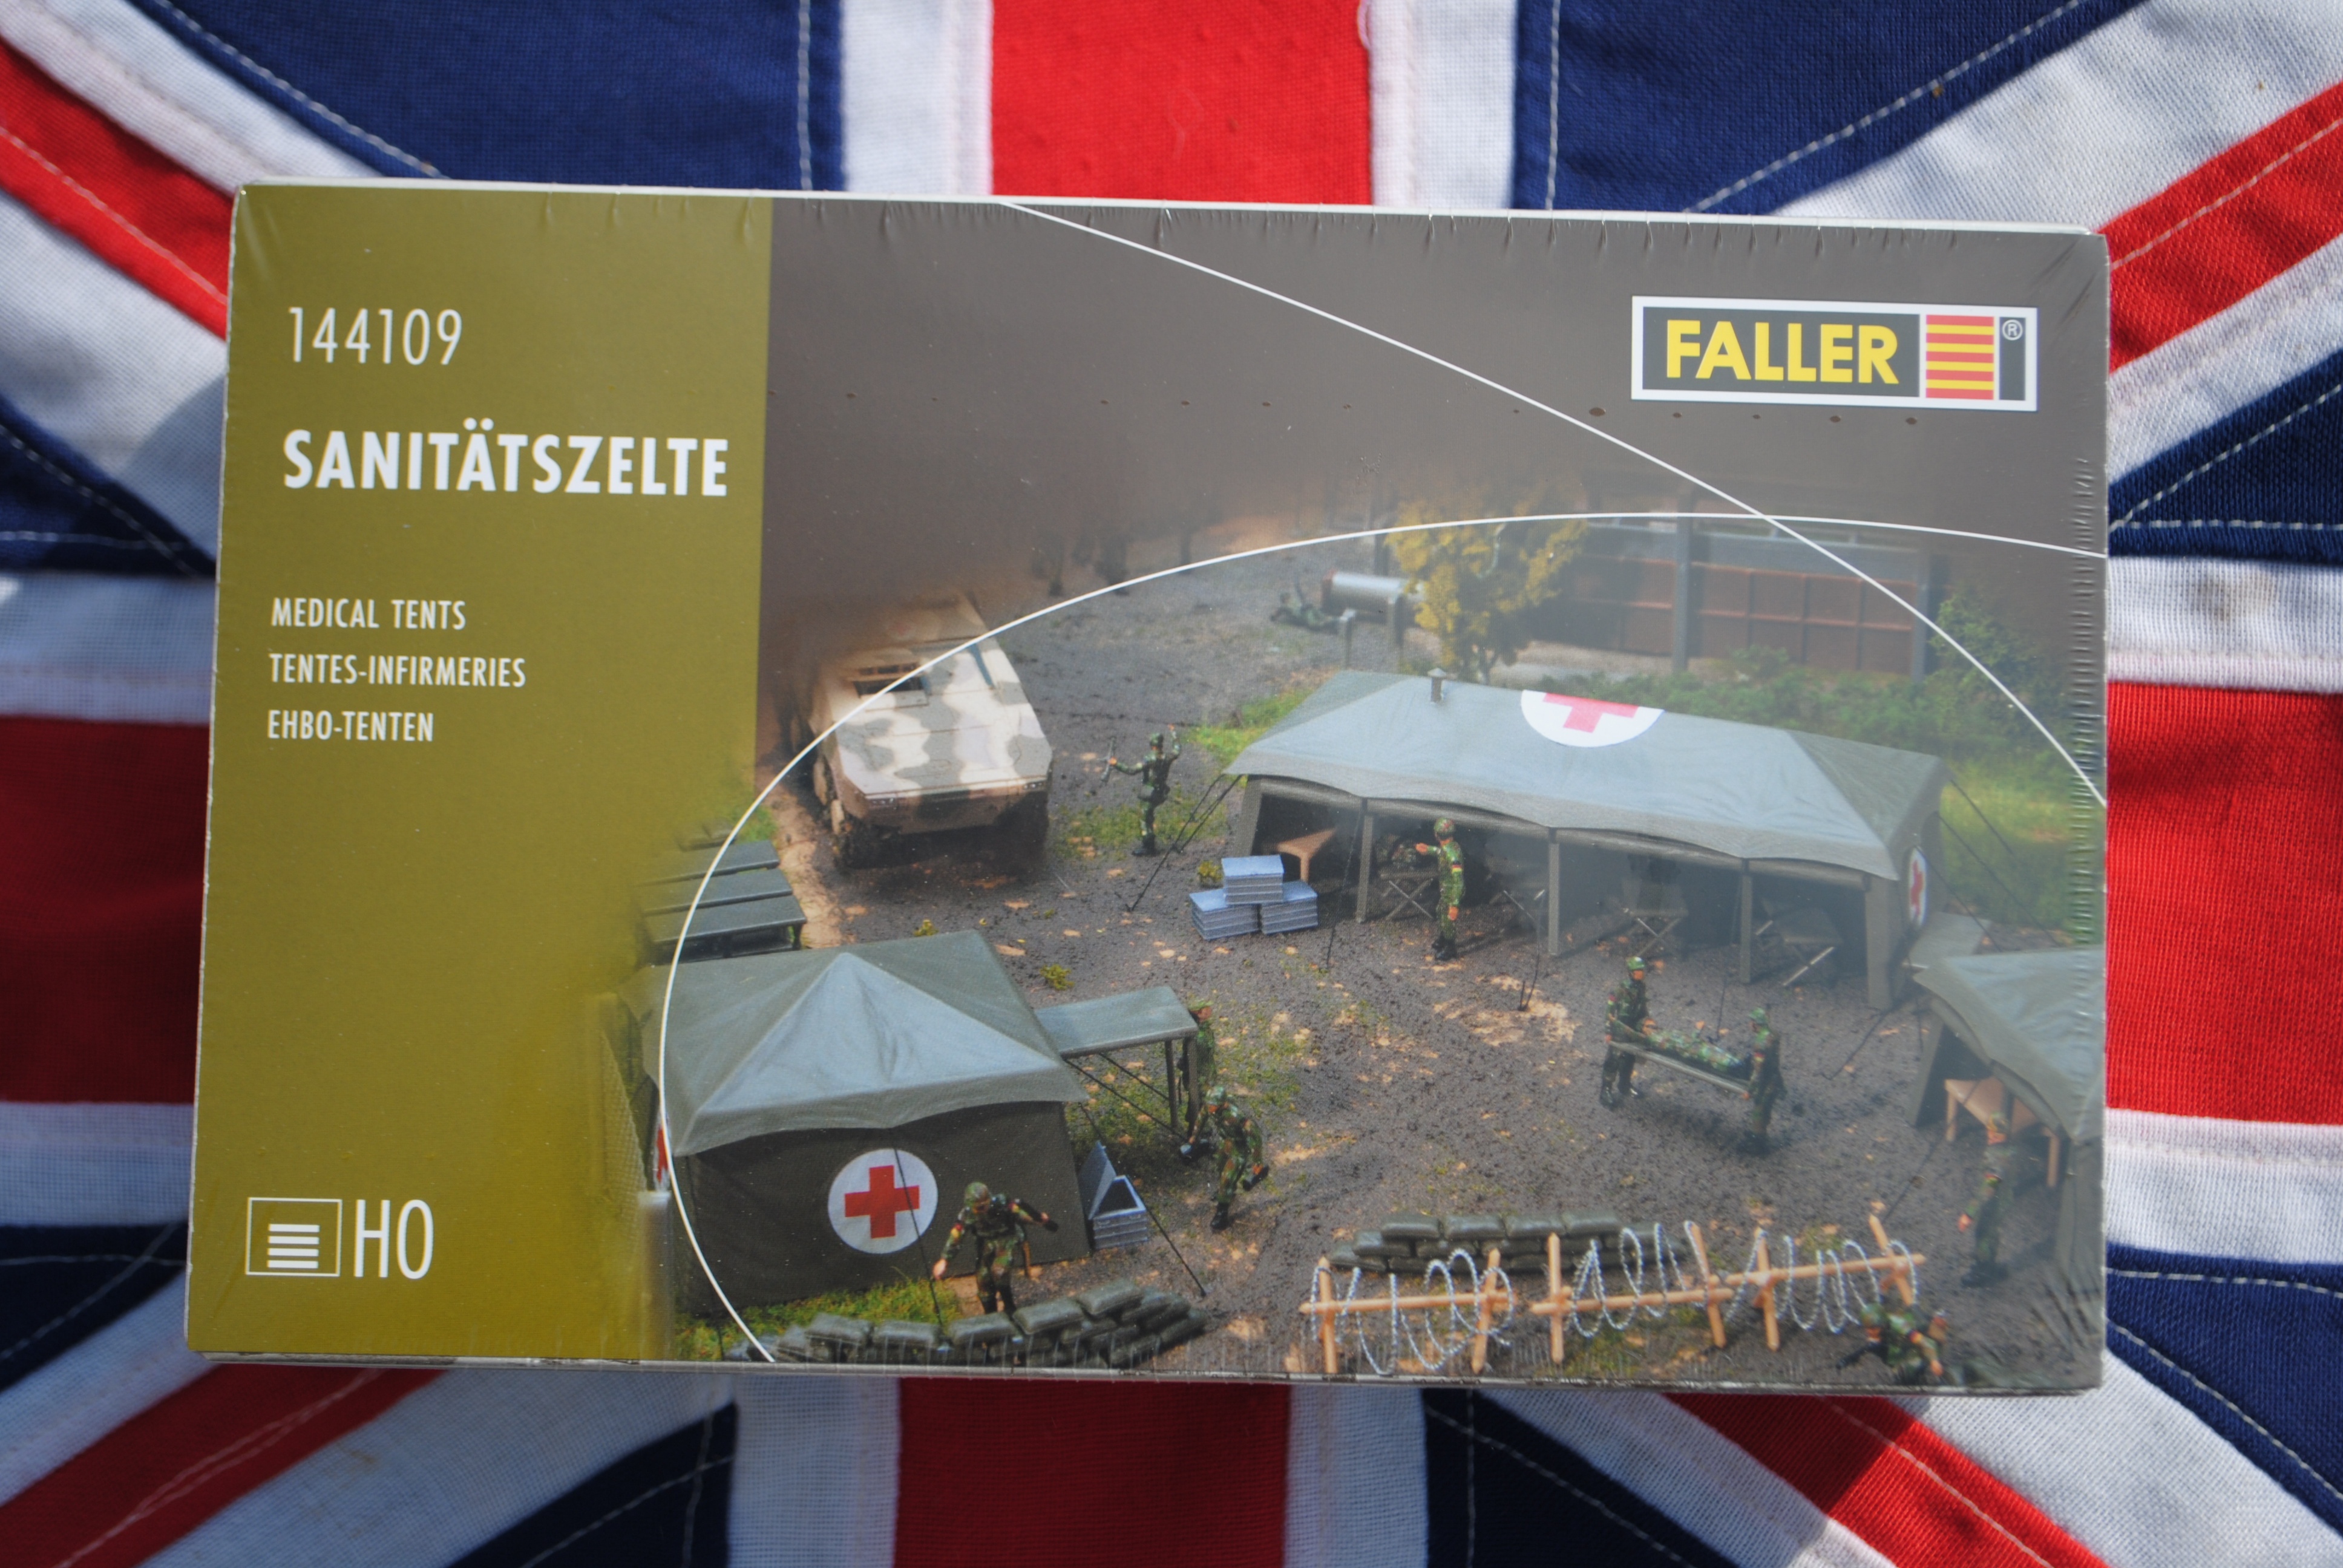 144109
SANITÄTSZELTE
MEDICAL TENTS
TENTES-INFIRMERIES
EHBO-TENTEN
HO
FALLER ®